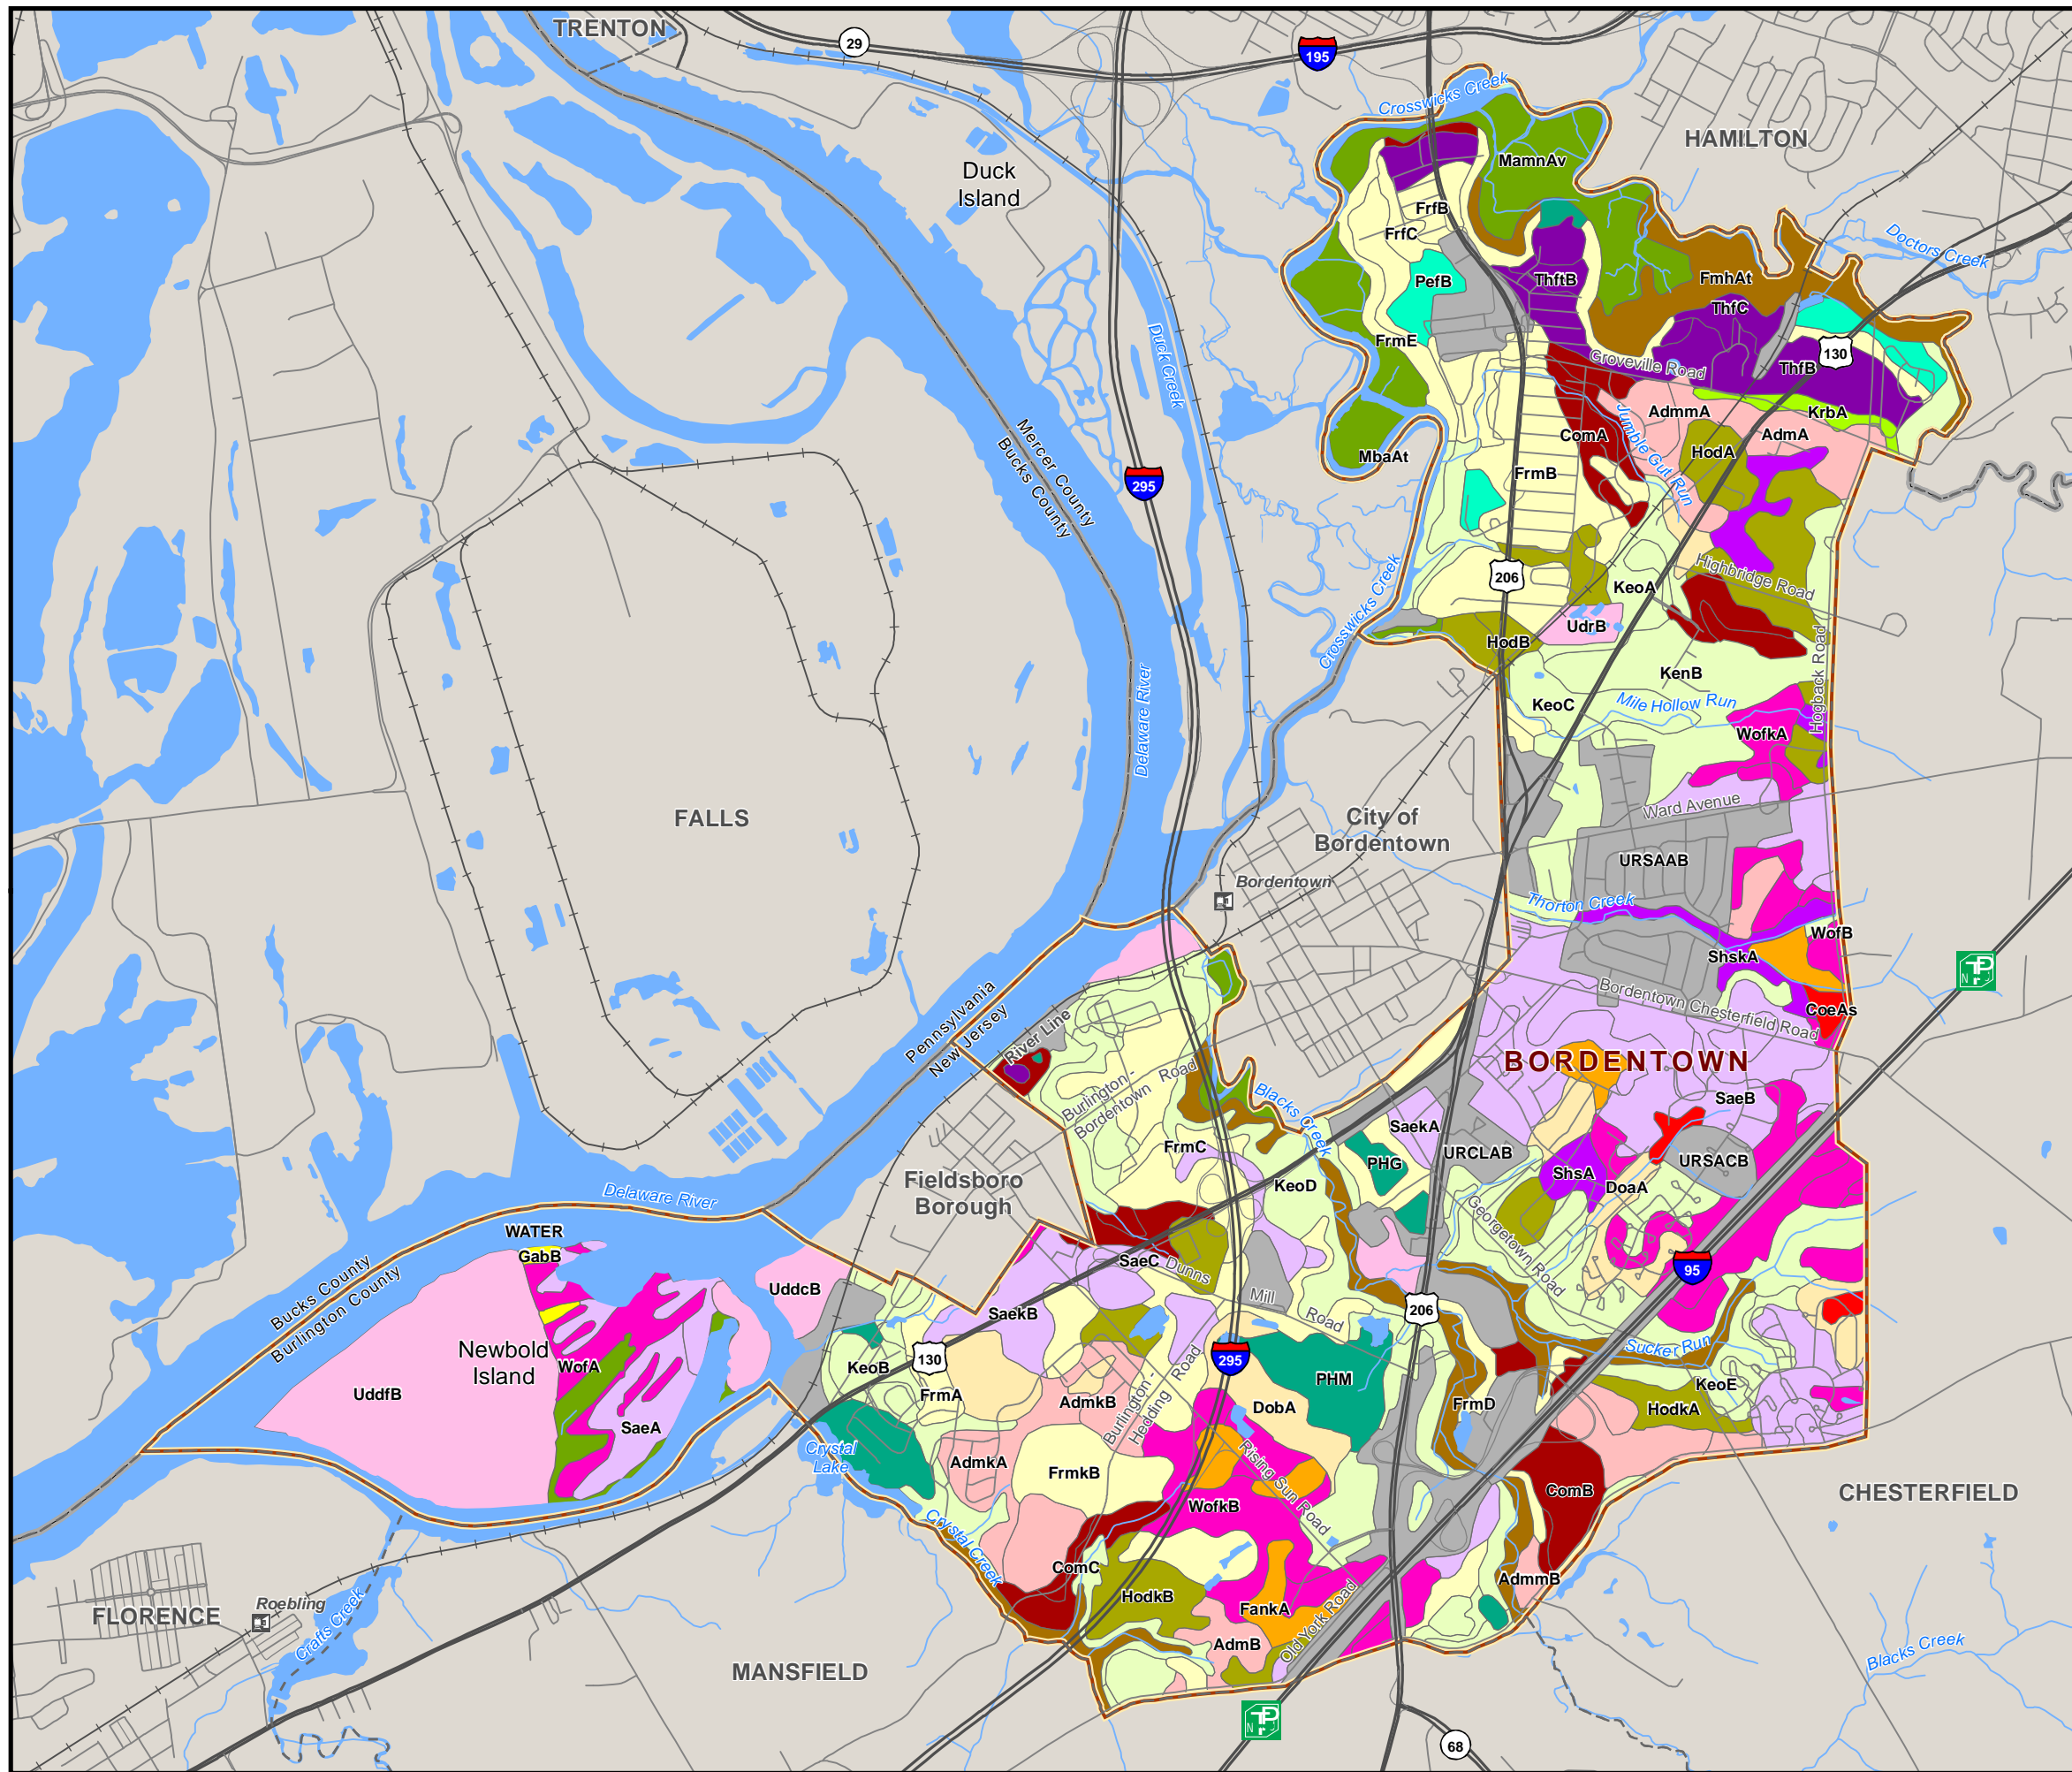 TRENTON
29
195
Crosswicks Creek
HAMILTON
MamnAv
Duck
Island
FrfB
FrfC
Doctors Creek
PefB
ThftB
FmhAt
ThfC
FrmE
Duck Creek
130
Groveville Road
ThfB
AdmmA
KrbA
Jumble Gut Run
ComA
AdmA
HodA
MbaAt
FrmB
Mercer County
Bucks County
295
Highbridge Road
206
KeoA
Crosswicks Creek
UdrB
HodB
Hogback Road
KenB
Delaware River
KeoC
Mile Hollow Run
WofkA
FALLS
City of
Bordentown
Ward Avenue
URSAAB
Bordentown
Thorton Creek
WofB
ShskA
TP
N
r
Pennsylvania
New Jersey
Bordentown Chesterfield Road
CoeAs
River Line
BORDENTOWN
Burlington -
Bordentown Road
Blacks Creek
SaeB
SaekA
FrmC
URCLAB
PHG
URSACB
ShsA
DoaA
KeoD
Fieldsboro
Borough
Delaware River
Georgetown Road
WATER
GabB
SaeC
Dunns
Mill
Road
95
Bucks County
Burlington County
UddcB
SaekB
206
Newbold
Island
130
295
Sucker Run
WofA
KeoB
UddfB
FrmA
AdmkB
Burlington -
Hedding Road
PHM
KeoE
DobA
FrmD
HodkA
SaeA
Crystal
Lake
AdmkA
FrmkB
Rising Sun Road
ComB
CHESTERFIELD
WofkB
Crystal Creek
ComC
AdmmB
HodkB
FankA
Old York Road
AdmB
FLORENCE
Roebling
Crafts Creek
MANSFIELD
Blacks Creek
TP
N
r
68